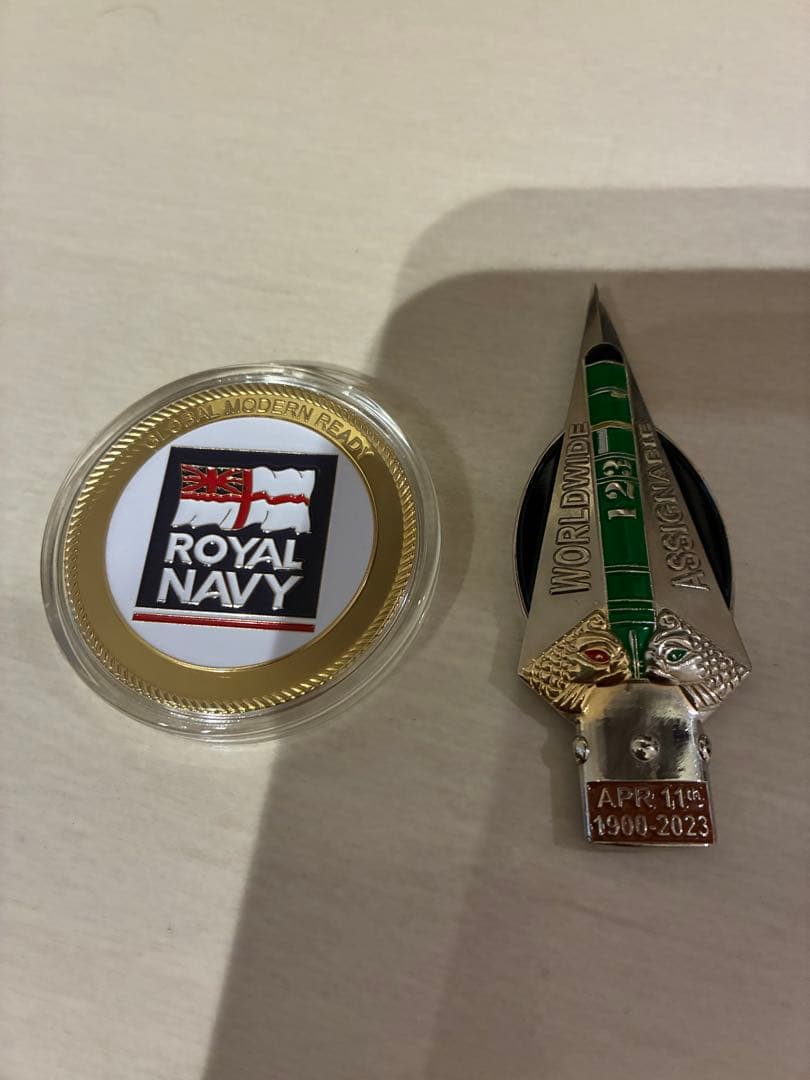 GLOBAL MODERN READY
ROYAL
NAVY
WORLDWIDE
123
ASSIGNABLE
APR 11TH
1900-2023